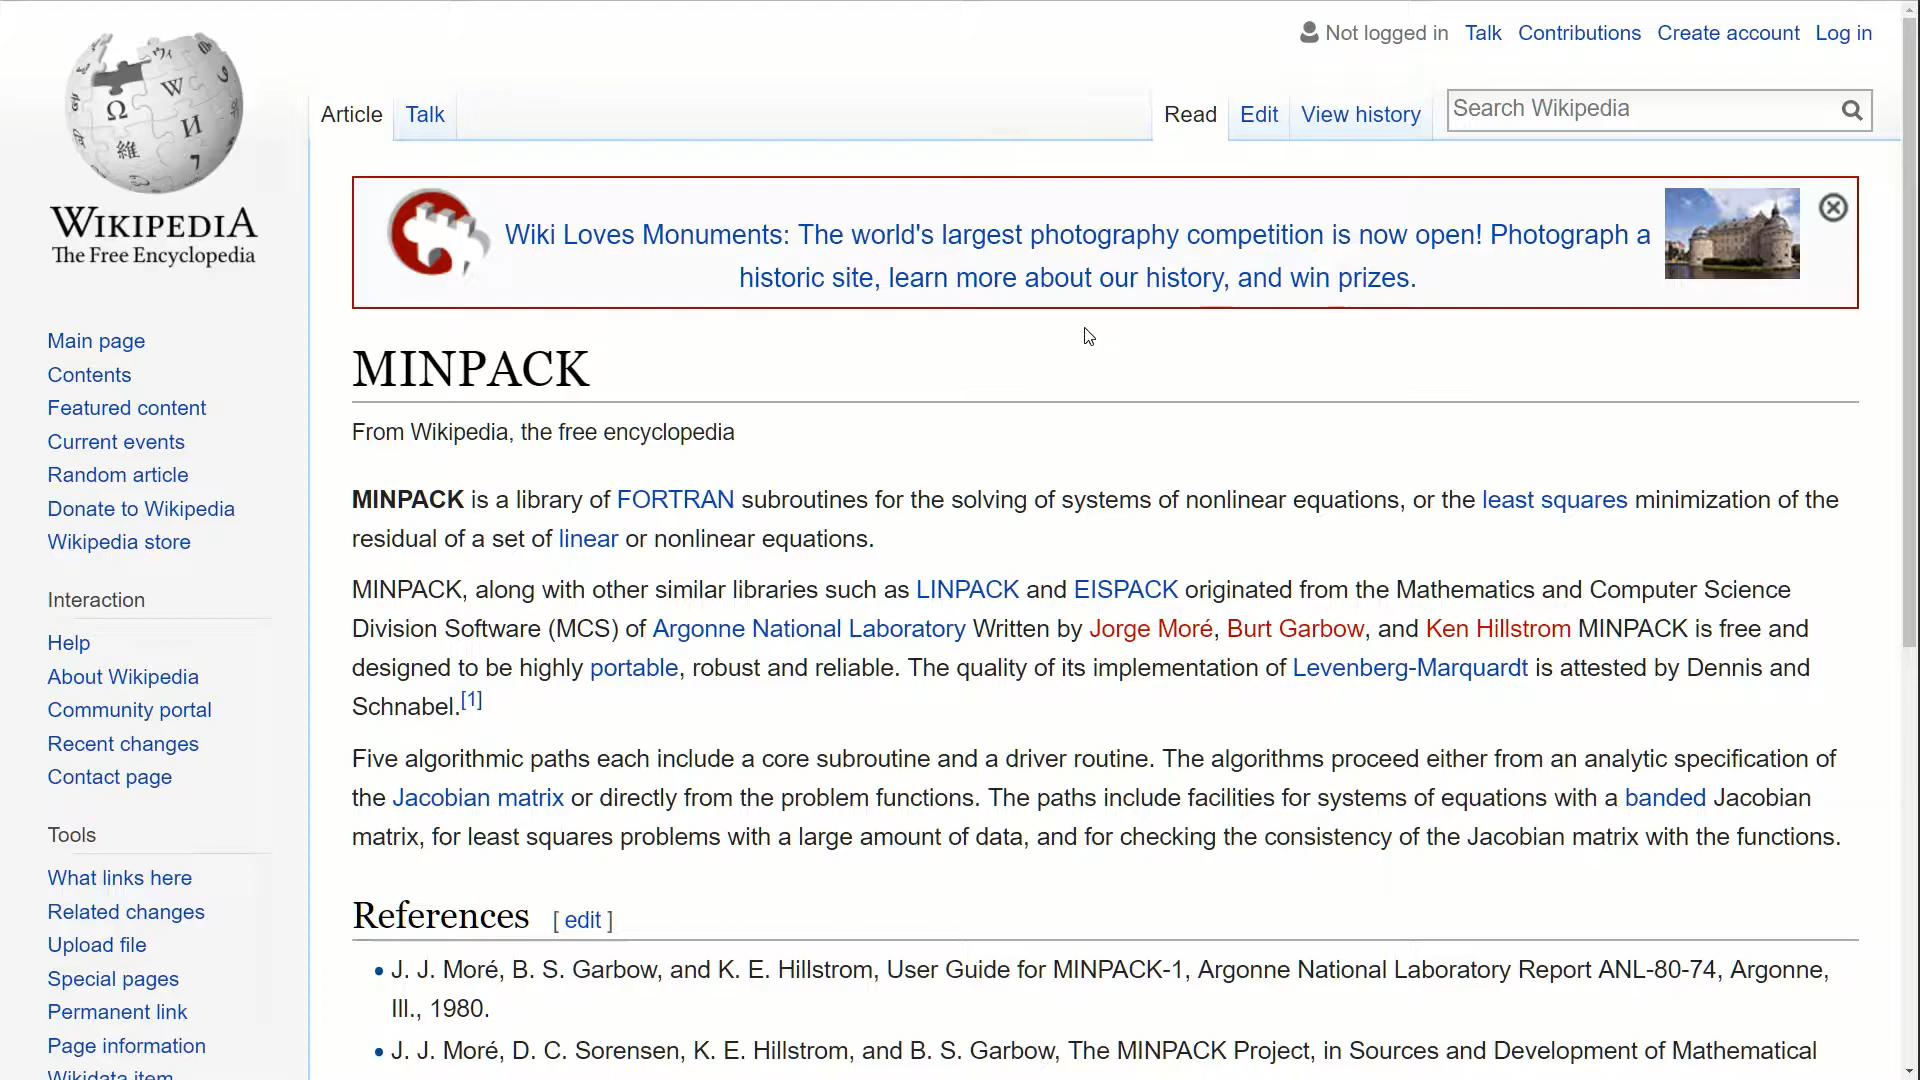 Not logged in Talk Contributions Create account Log in
Article Talk Read Edit View history Search Wikipedia
WIKIPEDIA
The Free Encyclopedia
Wiki Loves Monuments: The world's largest photography competition is now open! Photograph a
historic site, learn more about our history, and win prizes.
Main page
Contents
Featured content
Current events
Random article
Donate to Wikipedia
Wikipedia store
Interaction
Help
About Wikipedia
Community portal
Recent changes
Contact page
Tools
What links here
Related changes
Upload file
Special pages
Permanent link
Page information
Wikidata item
MINPACK
From Wikipedia, the free encyclopedia
MINPACK is a library of FORTRAN subroutines for the solving of systems of nonlinear equations, or the least squares minimization of the
residual of a set of linear or nonlinear equations.
MINPACK, along with other similar libraries such as LINPACK and EISPACK originated from the Mathematics and Computer Science
Division Software (MCS) of Argonne National Laboratory Written by Jorge Moré, Burt Garbow, and Ken Hillstrom MINPACK is free and
designed to be highly portable, robust and reliable. The quality of its implementation of Levenberg-Marquardt is attested by Dennis and
Schnabel.[1]
Five algorithmic paths each include a core subroutine and a driver routine. The algorithms proceed either from an analytic specification of
the Jacobian matrix or directly from the problem functions. The paths include facilities for systems of equations with a banded Jacobian
matrix, for least squares problems with a large amount of data, and for checking the consistency of the Jacobian matrix with the functions.
References [ edit ]
• J. J. Moré, B. S. Garbow, and K. E. Hillstrom, User Guide for MINPACK-1, Argonne National Laboratory Report ANL-80-74, Argonne,
Ill., 1980.
• J. J. Moré, D. C. Sorensen, K. E. Hillstrom, and B. S. Garbow, The MINPACK Project, in Sources and Development of Mathematical